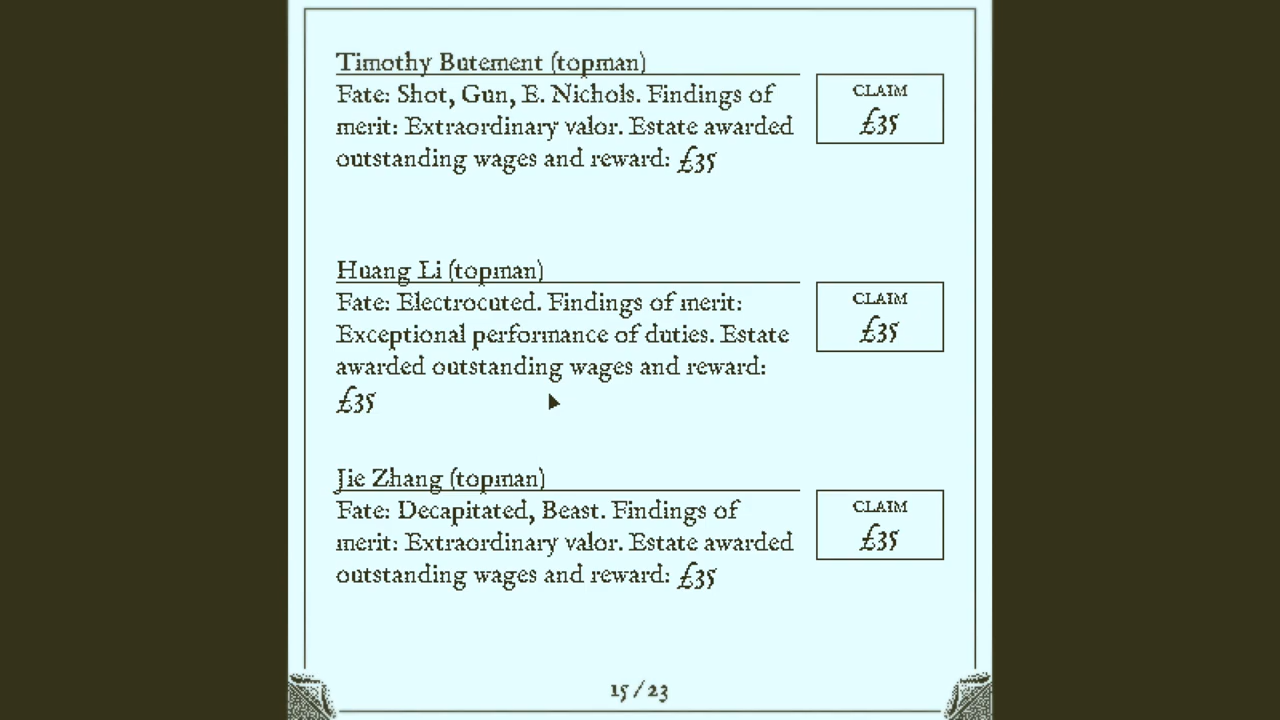 Timothy Butement (topman)
Fate: Shot, Gun, E. Nichols. Findings of
merit: Extraordinary valor. Estate awarded
outstanding wages and reward: £35
CLAIM
£35
Huang Li (topman)
Fate: Electrocuted. Findings of merit:
Exceptional performance of duties. Estate
awarded outstanding wages and reward:
£35
CLAIM
£35
Jie Zhang (topman)
Fate: Decapitated, Beast. Findings of
merit: Extraordinary valor. Estate awarded
outstanding wages and reward: £35
CLAIM
£35
15/23